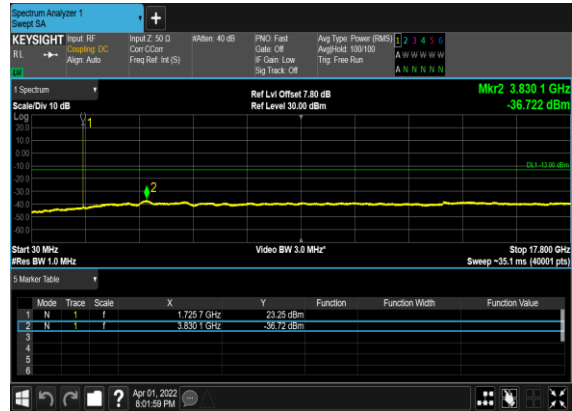 Spectrum Analyzer 1
Swept SA
+
KEYSIGHT Input: RF Input Z: 50 Ω #Atten: 40 dB PNO: Fast Avg Type: Power (RMS) 1 2 3 4 5 6
RL Coupling: DC Corr CCorr Gate: Off Avg|Hold: 100/100 A W W W W W
Align: Auto Freq Ref: Int (S) IF Gain: Low Trig: Free Run
Sig Track: Off A N N N N N
1 Spectrum Ref Lvl Offset 7.80 dB Mkr2 3.830 1 GHz
Scale/Div 10 dB Ref Level 30.00 dBm -36.722 dBm
Log
20.0 1
10.0
0.00
-10.0 DL1 -13.00 dBm
-20.0
-30.0 2
-40.0
-50.0
-60.0
Start 30 MHz Video BW 3.0 MHz* Stop 17.800 GHz
#Res BW 1.0 MHz Sweep ~35.1 ms (40001 pts)
5 Marker Table
Mode Trace Scale X Y Function Function Width Function Value
1 N 1 f 1.725 7 GHz 23.25 dBm
2 N 1 f 3.830 1 GHz -36.72 dBm
3
4
5
6
? Apr 01, 2022
8:01:59 PM